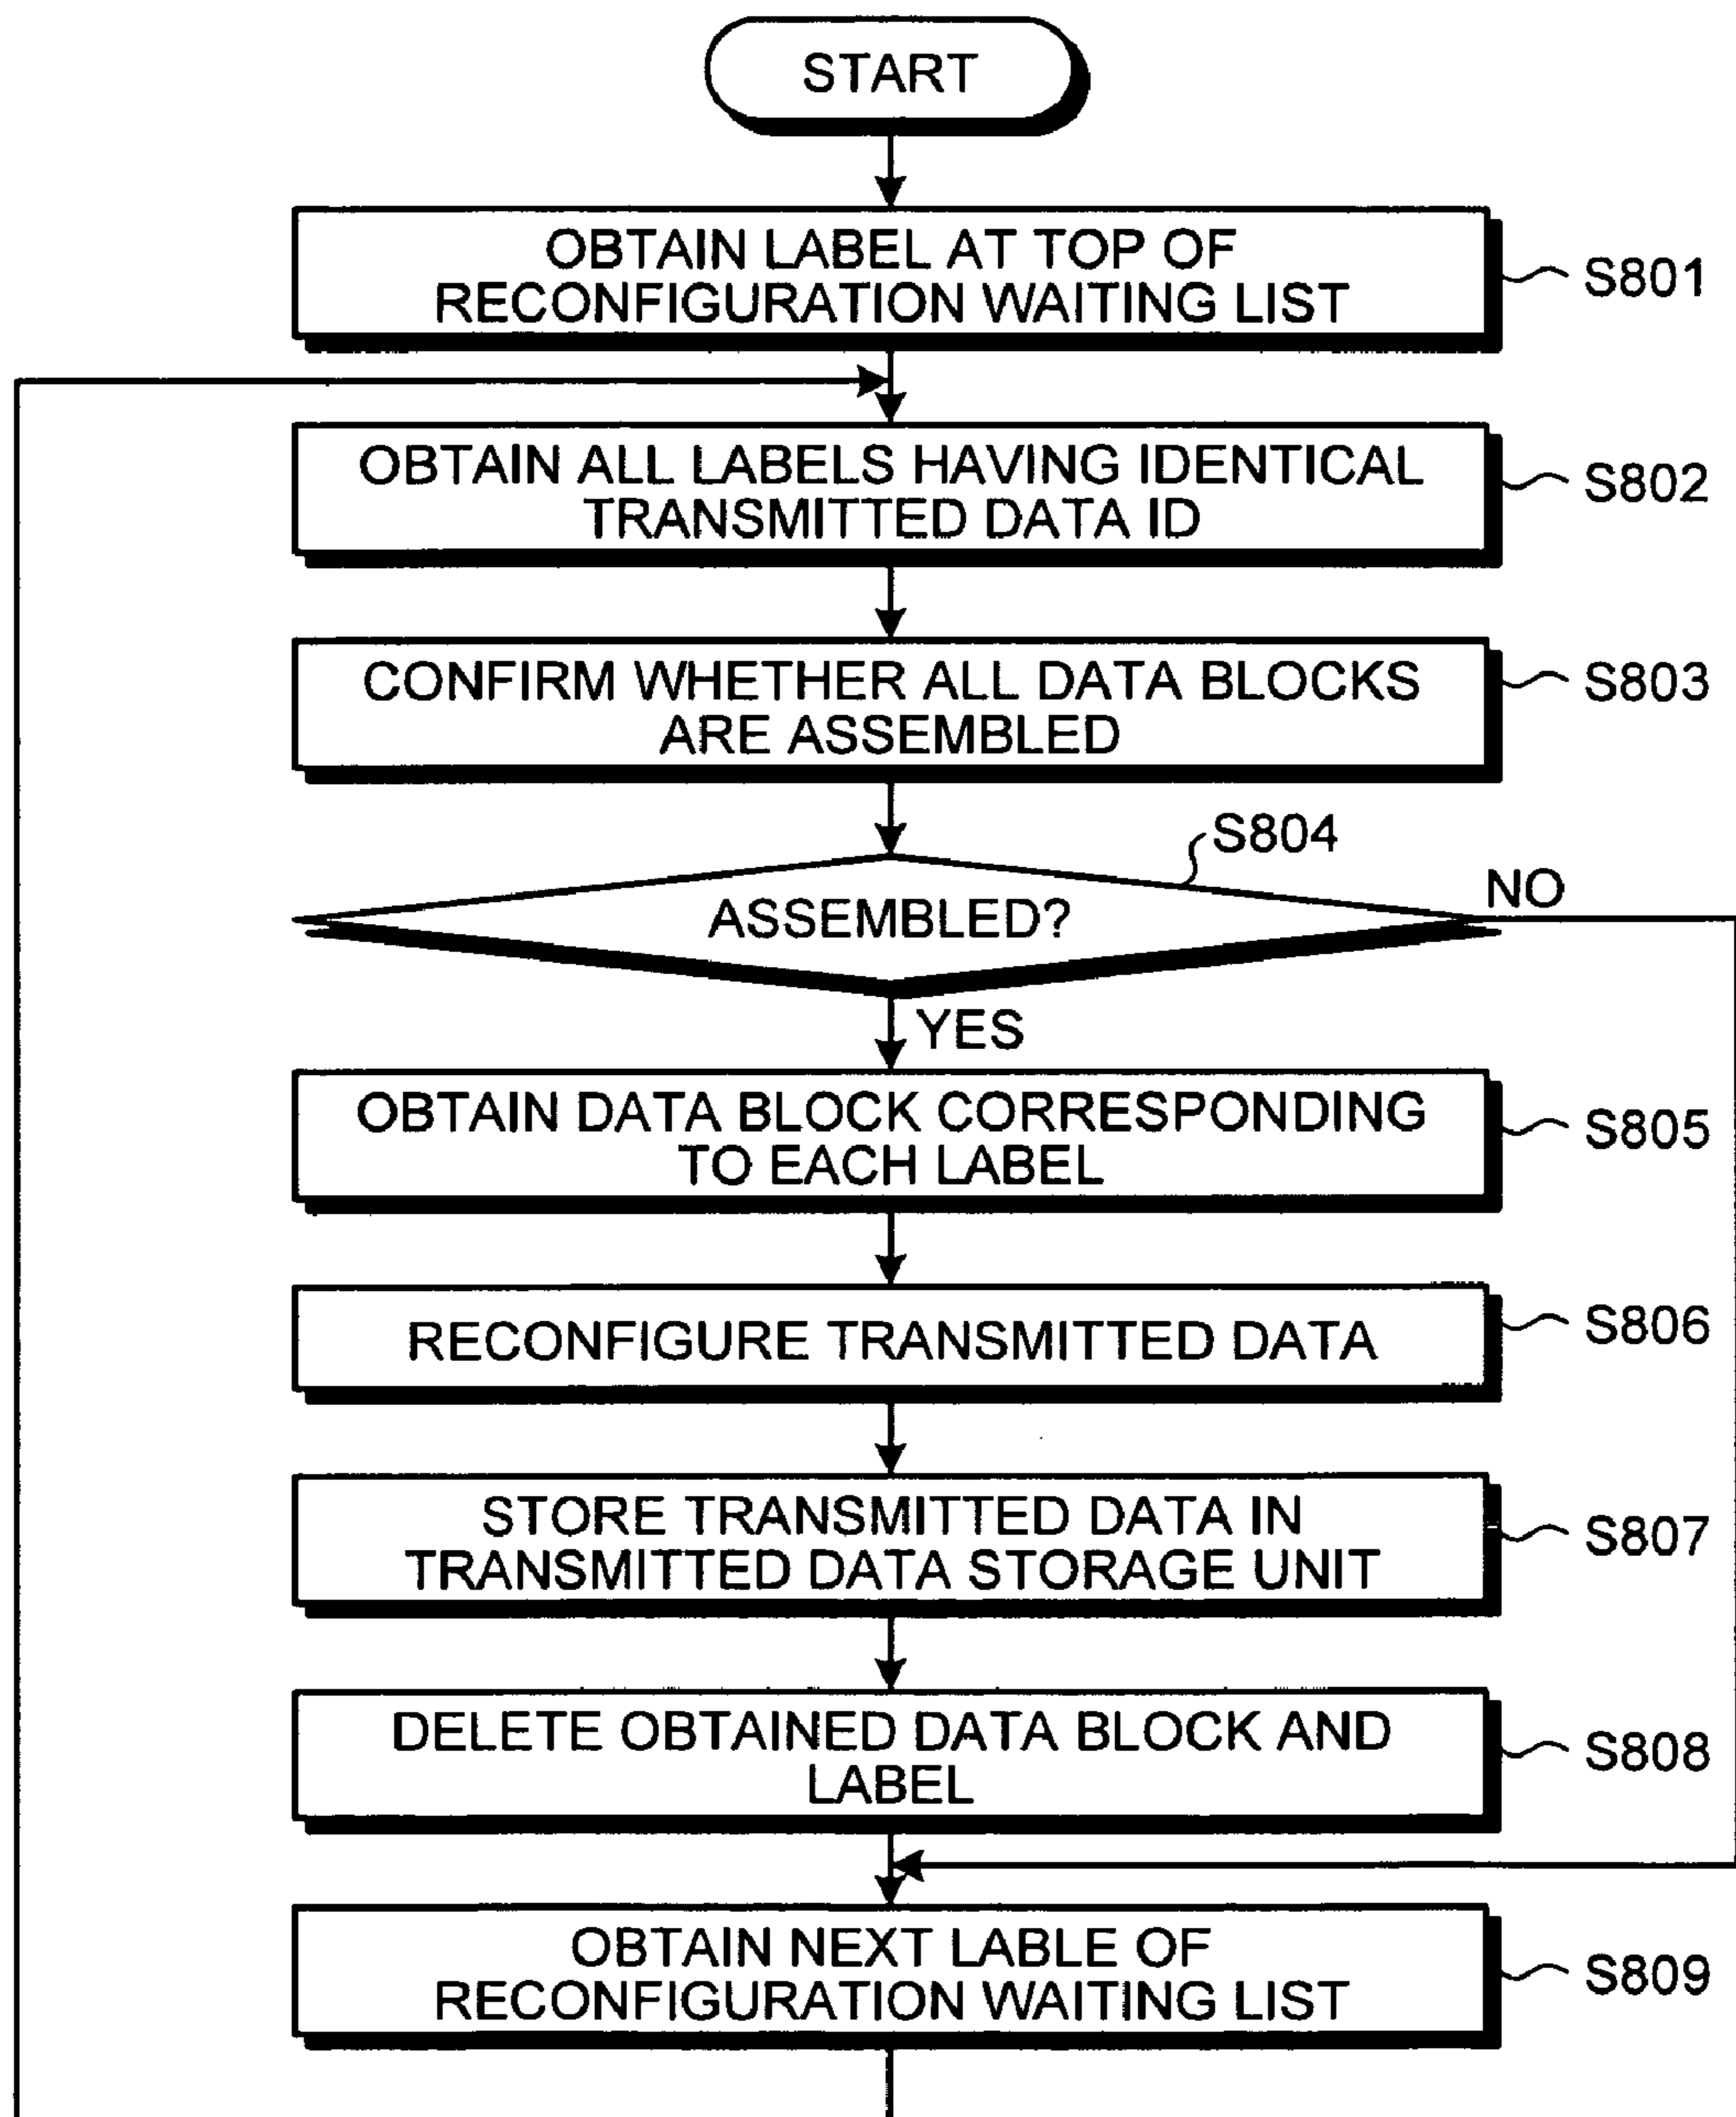 START
OBTAIN LABEL AT TOP OF
RECONFIGURATION WAITING LIST
S801
OBTAIN ALL LABELS HAVING IDENTICAL
TRANSMITTED DATA ID
S802
CONFIRM WHETHER ALL DATA BLOCKS
ARE ASSEMBLED
S803
S804
ASSEMBLED?
NO
YES
OBTAIN DATA BLOCK CORRESPONDING
TO EACH LABEL
S805
RECONFIGURE TRANSMITTED DATA
S806
STORE TRANSMITTED DATA IN
TRANSMITTED DATA STORAGE UNIT
S807
DELETE OBTAINED DATA BLOCK AND
LABEL
S808
OBTAIN NEXT LABLE OF
RECONFIGURATION WAITING LIST
S809